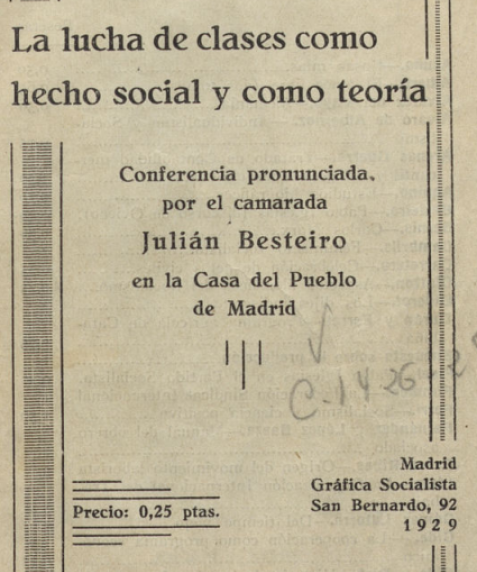 La lucha de clases como
hecho social y como teoría
Conferencia pronunciada.
por el camarada
Julián Besteiro
en la Casa del Pueblo
de Madrid
C. 1426
Madrid
Gráfica Socialista
San Bernardo, 92
1929
Precio: 0,25 ptas.